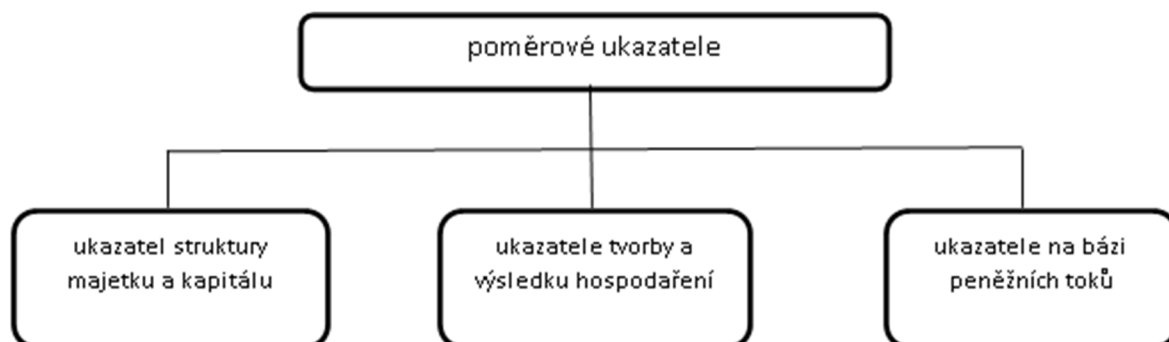 poměrové ukazatele
ukazatel struktury
majetku a kapitálu
ukazatele tvorby a
výsledku hospodaření
ukazatele na bázi
peněžních toků